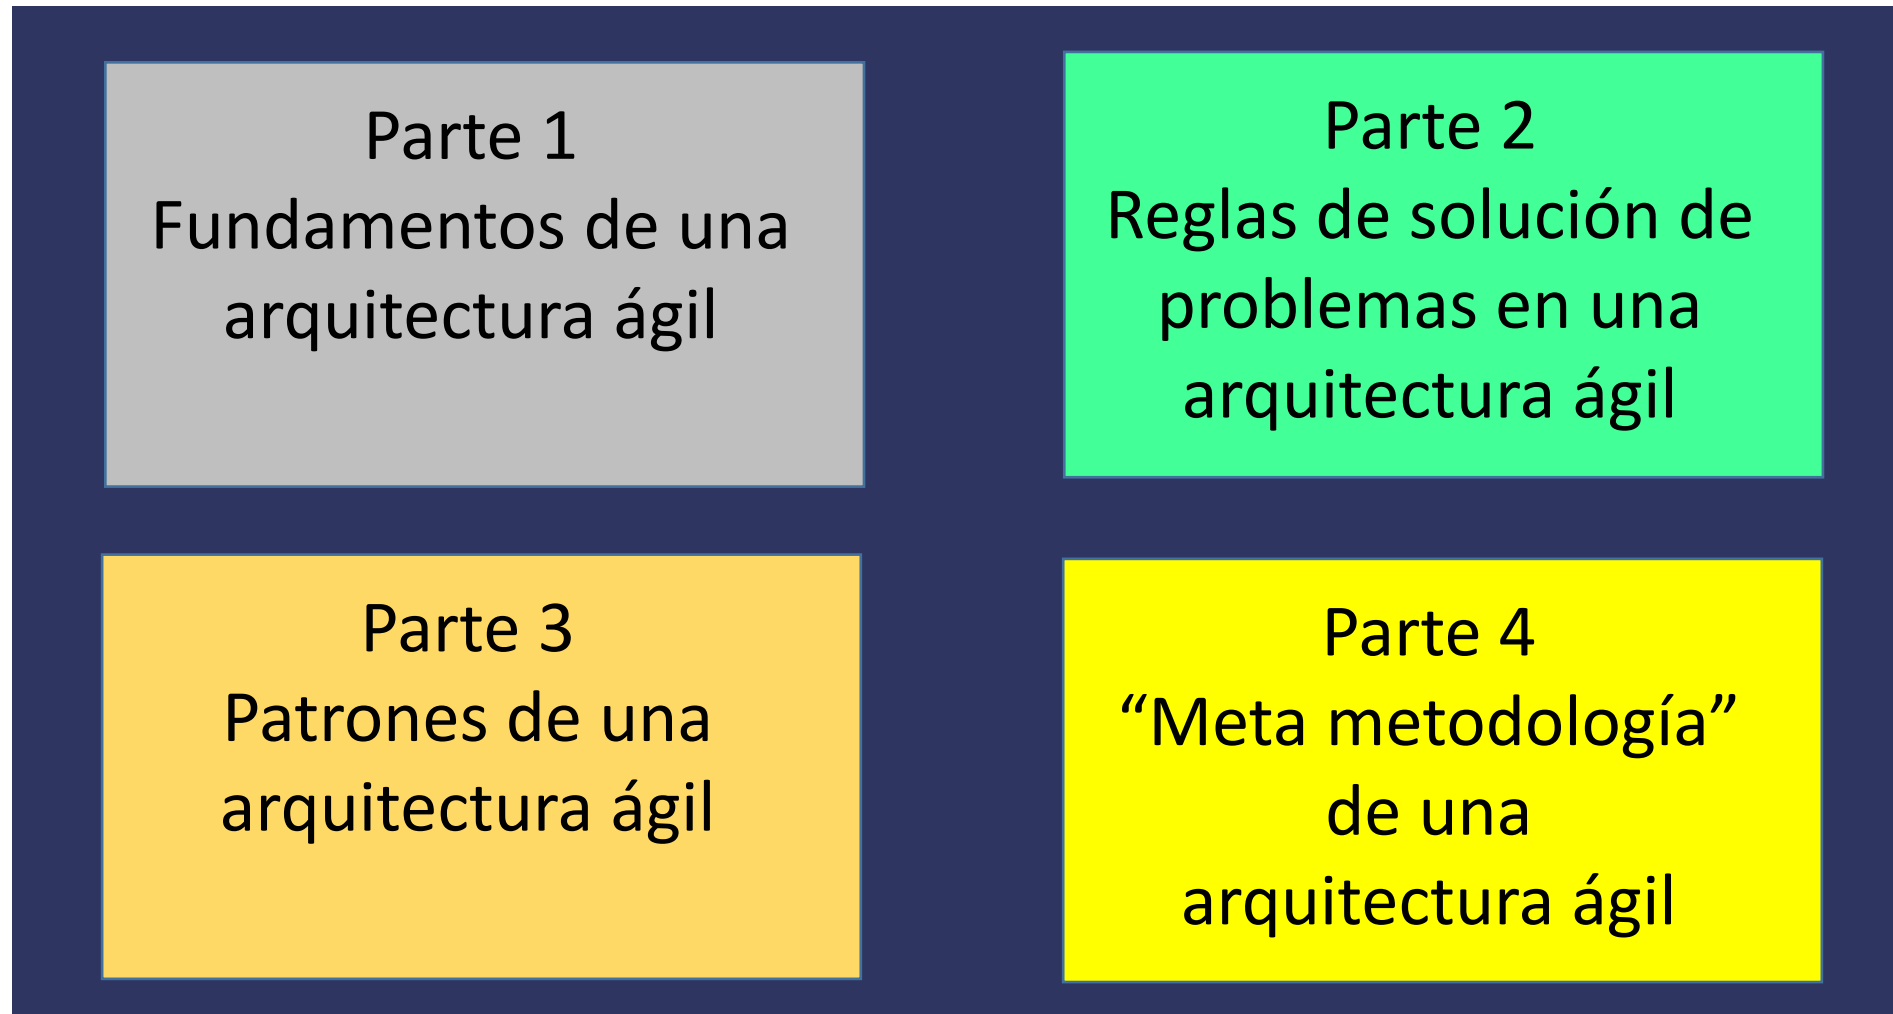 Parte 1
Fundamentos de una
arquitectura ágil
Parte 2
Reglas de solución de
problemas en una
arquitectura ágil
Parte 3
Patrones de una
arquitectura ágil
Parte 4
“Meta metodología”
de una
arquitectura ágil